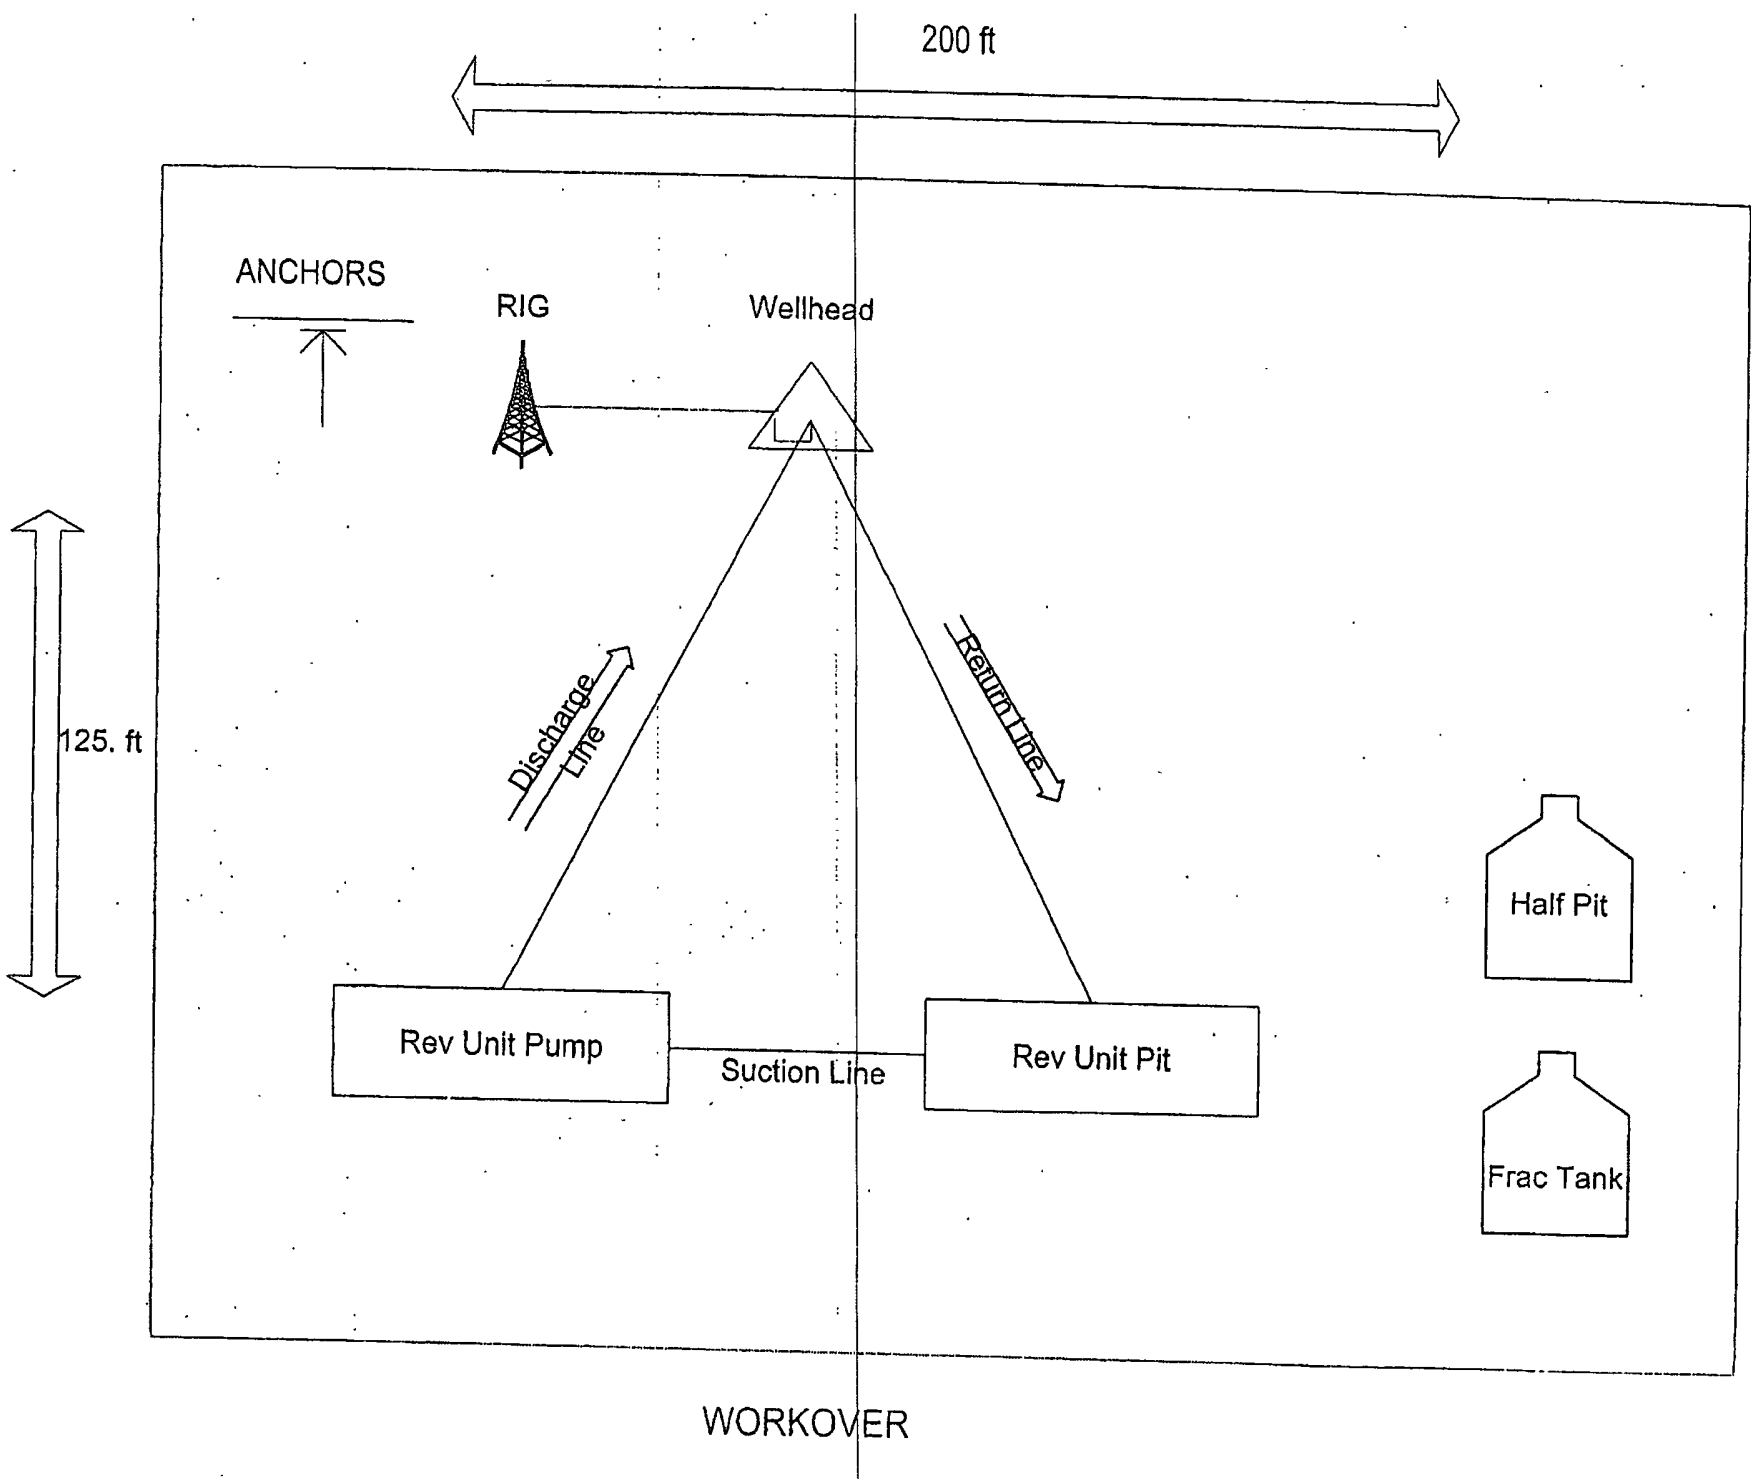 200 ft
ANCHORS
RIG
Wellhead
Discharge
Line
Return Line
125. ft
Half Pit
Rev Unit Pump
Suction Line
Rev Unit Pit
Frac Tank
WORKOVER